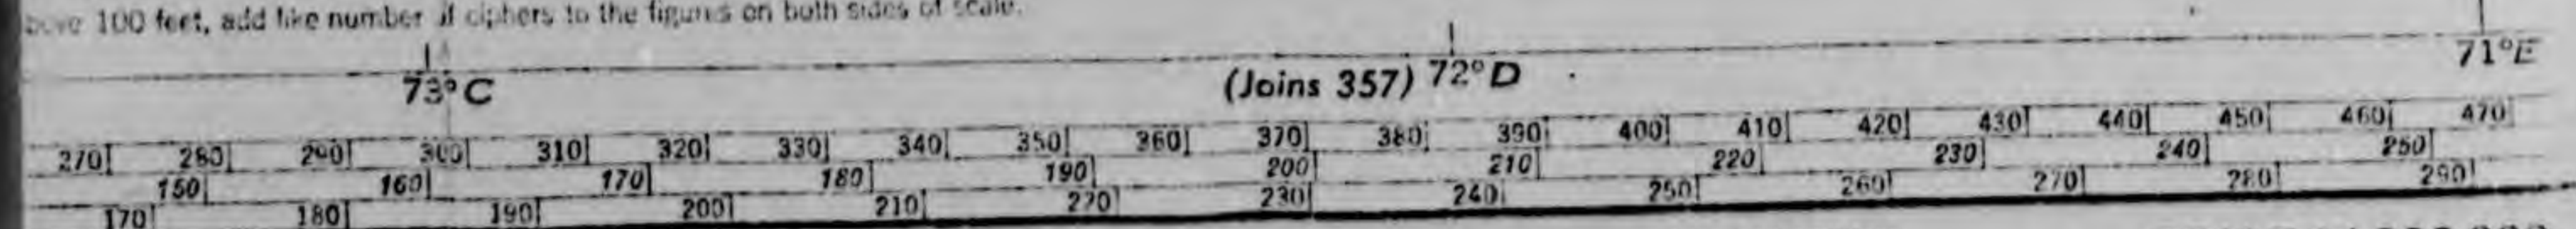 above 100 feet, add like number of ciphers to the figures on both sides of scale.
73° C (Joins 357) 72° D 71° E
270 280 290 300 310 320 330 340 350 360 370 380 390 400 410 420 430 440 450 460 470
150 160 170 180 190 200 210 220 230 240 250
170 180 190 200 210 220 230 240 250 260 270 280 290